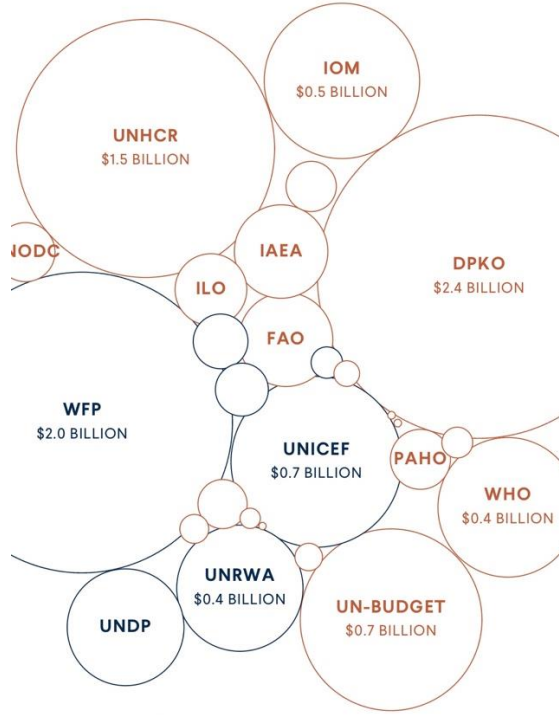 IOM
$0.5 BILLION
UNHCR
$1.5 BILLION
NODC
IAEA
ILO
DPKO
$2.4 BILLION
FAO
WFP
$2.0 BILLION
UNICEF
$0.7 BILLION
PAHO
WHO
$0.4 BILLION
UNRWA
$0.4 BILLION
UN-BUDGET
$0.7 BILLION
UNDP